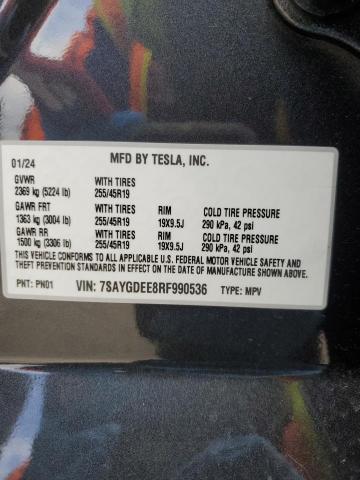 01/24 MFD BY TESLA, INC.
GVWR WITH TIRES
2369 kg (5224 lb) 255/45R19
GAWR FRT WITH TIRES RIM COLD TIRE PRESSURE
1363 kg (3004 lb) 255/45R19 19X9.5J 290 kPa, 42 psi
GAWR RR WITH TIRES RIM COLD TIRE PRESSURE
1500 kg (3306 lb) 255/45R19 19X9.5J 290 kPa, 42 psi
THIS VEHICLE CONFORMS TO ALL APPLICABLE U.S. FEDERAL MOTOR VEHICLE SAFETY
STANDARDS IN EFFECT ON THE DATE OF MANUFACTURE SHOWN ABOVE.
PNT: PN01 VIN: 7SAYGDEE8RF990536 TYPE: MPV